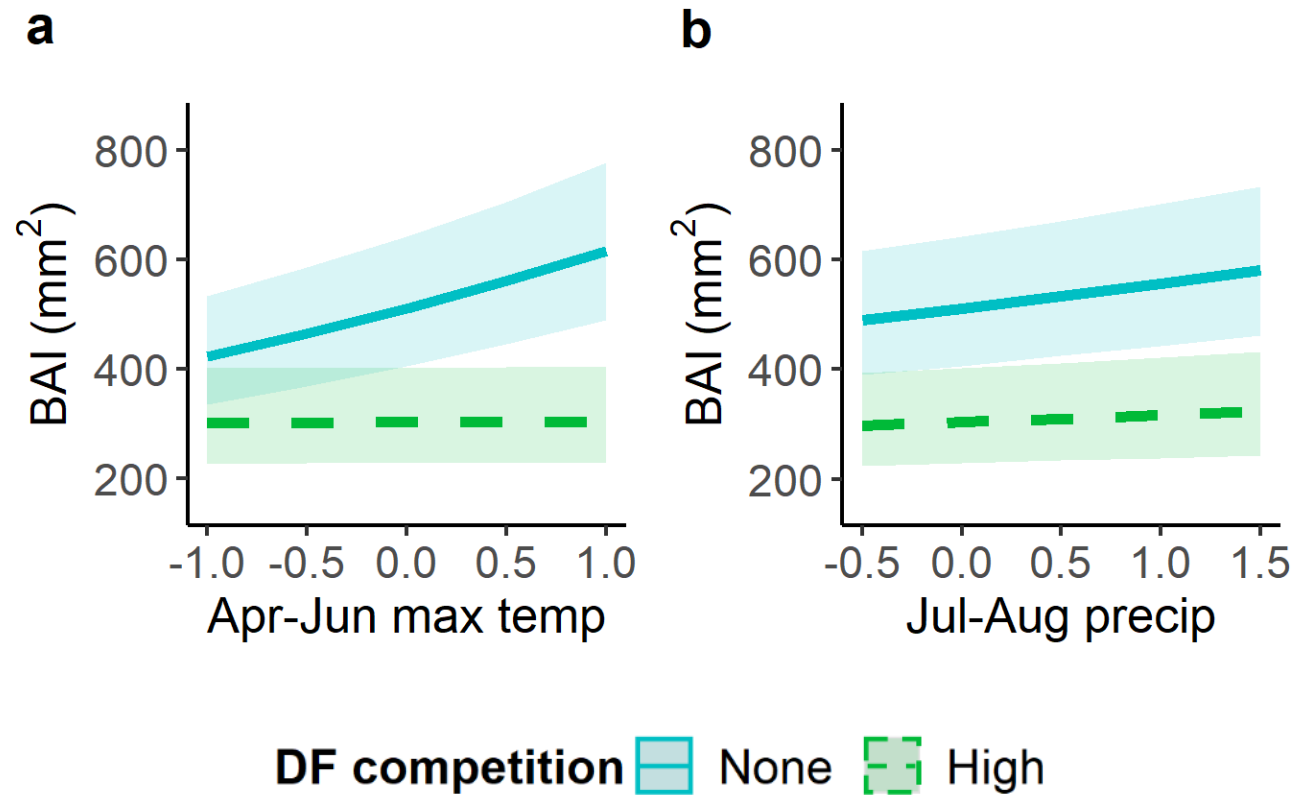 a
800
600
400
200
BAI (mm²)
-1.0 -0.5 0.0 0.5 1.0
Apr-Jun max temp
b
800
600
400
200
BAI (mm²)
-0.5 0.0 0.5 1.0 1.5
Jul-Aug precip
DF competition None High